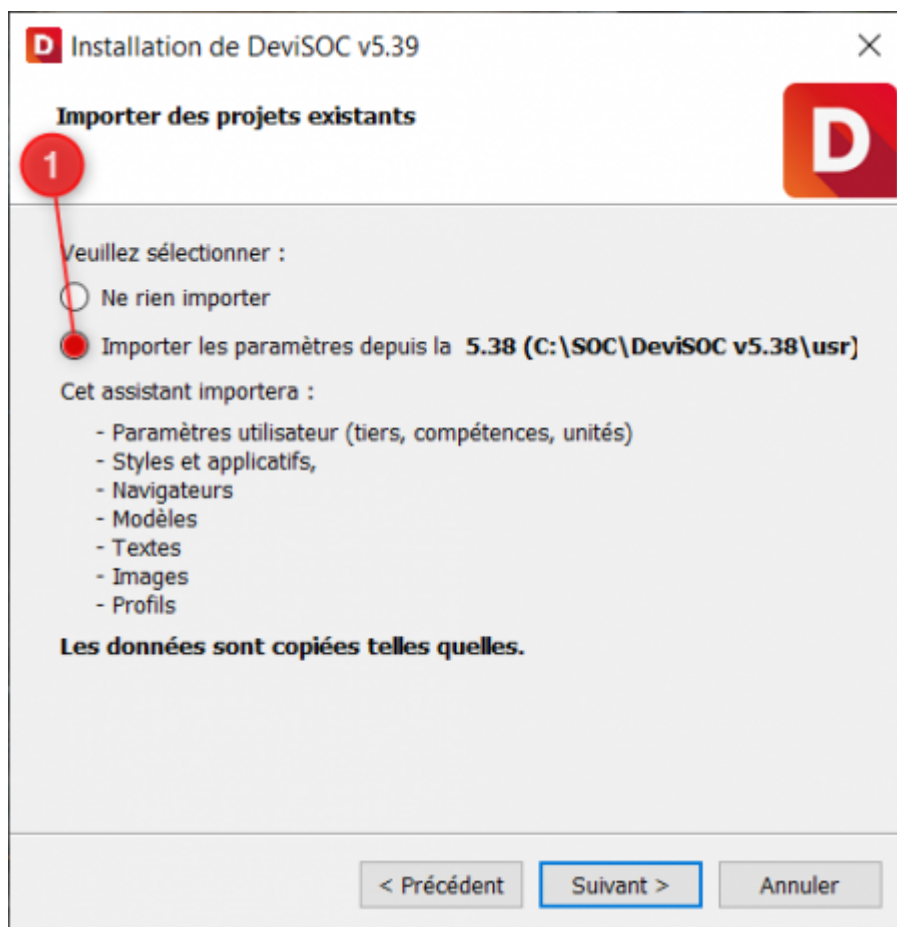 D Installation de DeviSOC v5.39
Importer des projets existants
D
1
Veuillez sélectionner :
Ne rien importer
Importer les paramètres depuis la 5.38 (C:\SOC\DeviSOC v5.38\usr)
Cet assistant importera :
- Paramètres utilisateur (tiers, compétences, unités)
- Styles et applicatifs,
- Navigateurs
- Modèles
- Textes
- Images
- Profils
Les données sont copiées telles quelles.
< Précédent Suivant > Annuler